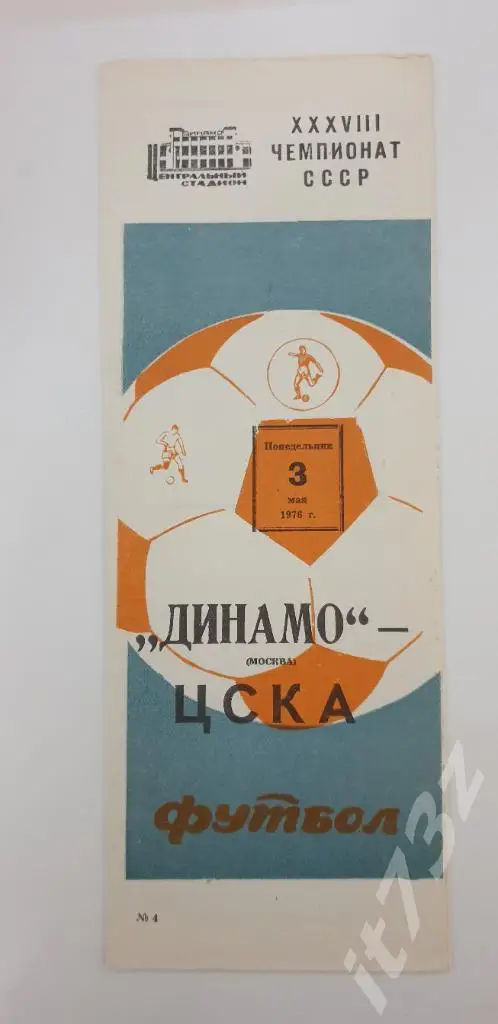 ДИНАМО
ЦЕНТРАЛЬНЫЙ
СТАДИОН
XXXVIII
ЧЕМПИОНАТ
СССР
Понедельник
3
мая
1976 г.
„ДИНАМО“ —
(МОСКВА)
ЦСКА
Футбол
№ 4
it73z